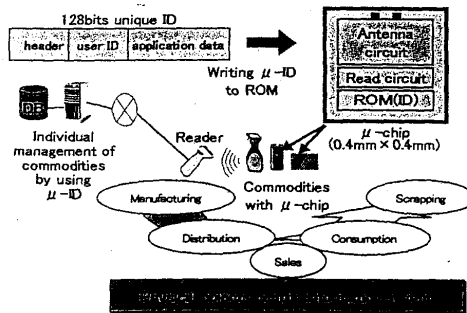 128bits unique ID
header
user ID
application data
Writing μ-ID
to ROM
Antenna
circuit
Read circuit
ROM(ID)
μ-chip
(0.4mm×0.4mm)
DB
Individual
management of
commodities
by using
μ-ID
Reader
Commodities
with μ-chip
Manufacturing
Scrapping
Distribution
Consumption
Sales